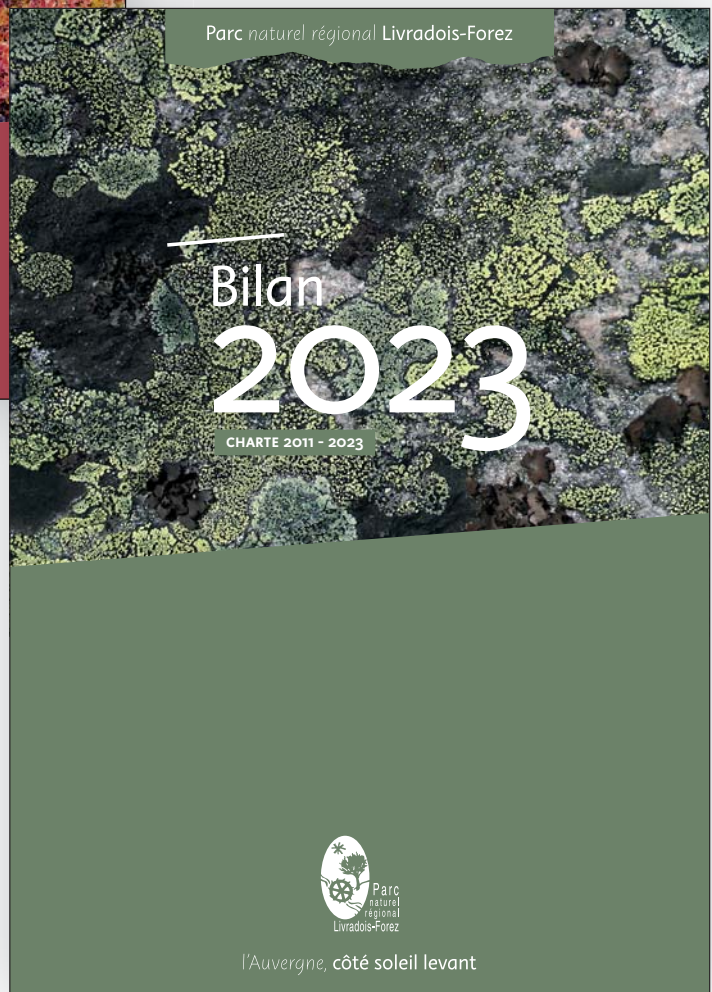 Parc naturel régional Livradois-Forez
Bilan
2023
CHARTE 2011 - 2023
Parc
naturel
régional
Livradois-Forez
l'Auvergne, côté soleil levant